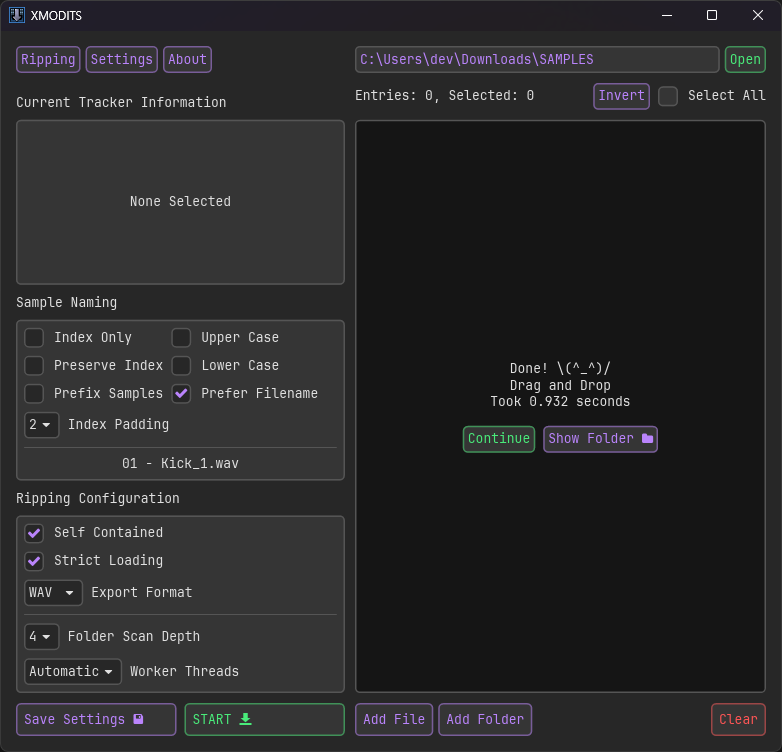 XMODITS
Ripping Settings About
C:\Users\dev\Downloads\SAMPLES Open
Current Tracker Information
Entries: 0, Selected: 0 Invert Select All
None Selected
Sample Naming
Index Only Upper Case
Preserve Index Lower Case
Prefix Samples Prefer Filename
2 Index Padding
01 - Kick_1.wav
Ripping Configuration
Self Contained
Strict Loading
WAV Export Format
4 Folder Scan Depth
Automatic Worker Threads
Save Settings START
Done! \(^_^)/
Drag and Drop
Took 0.932 seconds
Continue Show Folder
Add File Add Folder Clear